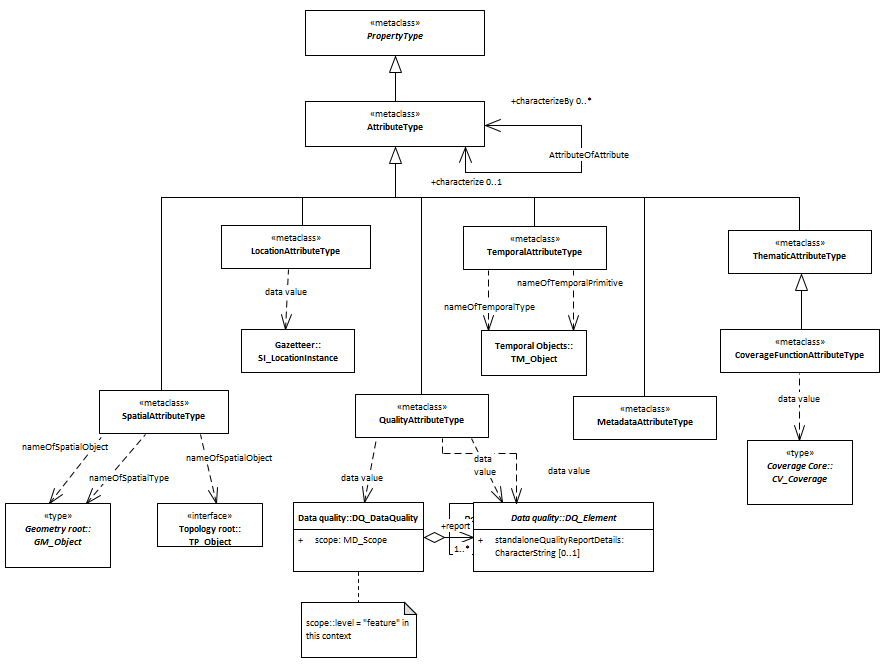 «metaclass»
PropertyType
«metaclass»
AttributeType
+characterizeBy 0..*
AttributeOfAttribute
+characterize 0..1
«metaclass»
LocationAttributeType
«metaclass»
TemporalAttributeType
«metaclass»
ThematicAttributeType
data value
nameOfTemporalPrimitive
nameOfTemporalType
Gazetteer::
SI_LocationInstance
Temporal Objects::
TM_Object
«metaclass»
CoverageFunctionAttributeType
data value
«metaclass»
SpatialAttributeType
«metaclass»
QualityAttributeType
«metaclass»
MetadataAttributeType
nameOfSpatialObject
nameOfSpatialType
nameOfSpatialObject
data value
data
value
data value
«type»
Coverage Core::
CV_Coverage
«type»
Geometry root::
GM_Object
«interface»
Topology root::
TP_Object
Data quality::DQ_DataQuality
+ scope: MD_Scope
+report
1..*
Data quality::DQ_Element
+ standaloneQualityReportDetails:
CharacterString [0..1]
scope::level = "feature" in
this context